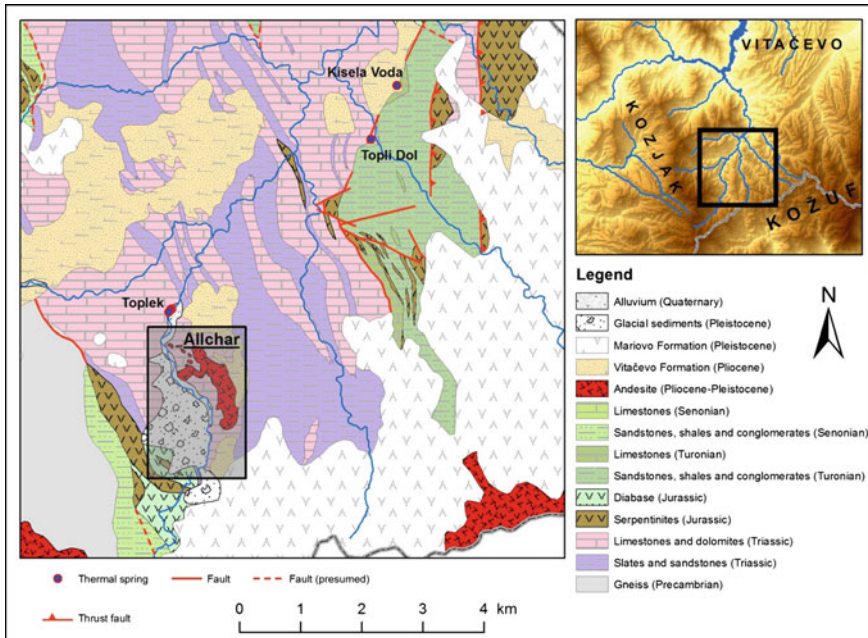 Kisela Voda
Topli Dol
Toplek
Allchar
VITAČEVO
KOZJAK
KOŽUF
Legend
Alluvium (Quaternary)
Glacial sediments (Pleistocene)
Mariovo Formation (Pleistocene)
Vitačevo Formation (Pliocene)
Andesite (Pliocene-Pleistocene)
Limestones (Senonian)
Sandstones, shales and conglomerates (Senonian)
Limestones (Turonian)
Sandstones, shales and conglomerates (Turonian)
Diabase (Jurassic)
Serpentinites (Jurassic)
Limestones and dolomites (Triassic)
Slates and sandstones (Triassic)
Gneiss (Precambrian)
N
Thermal spring Fault Fault (presumed)
Thrust fault
0 1 2 3 4 km